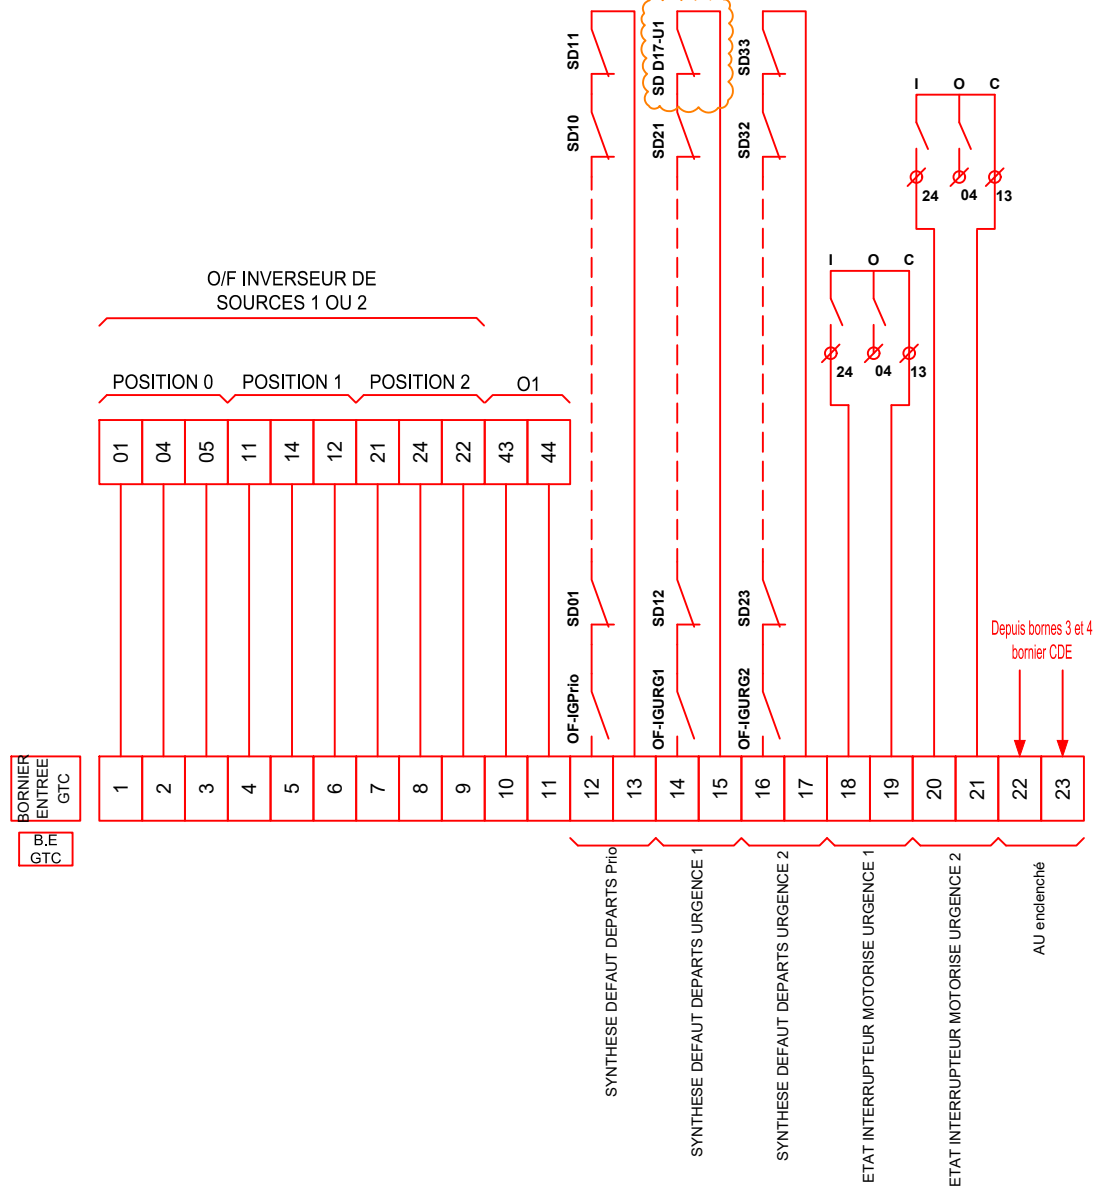 SD11
SD D17-U1
SD33
SD10
SD21
SD32
I O C
24 04 13
I O C
24 04 13
O/F INVERSEUR DE
SOURCES 1 OU 2
POSITION 0 POSITION 1 POSITION 2 O1
01 04 05 11 14 12 21 24 22 43 44
SD01
SD12
SD23
OF-IGPrio
OF-IGURG1
OF-IGURG2
Depuis bornes 3 et 4
bornier CDE
BORNIER
ENTREE
GTC
1 2 3 4 5 6 7 8 9 10 11 12 13 14 15 16 17 18 19 20 21 22 23
B.E
GTC
SYNTHESE DEFAUT DEPARTS Prio
SYNTHESE DEFAUT DEPARTS URGENCE 1
SYNTHESE DEFAUT DEPARTS URGENCE 2
ETAT INTERRUPTEUR MOTORISE URGENCE 1
ETAT INTERRUPTEUR MOTORISE URGENCE 2
AU enclenché